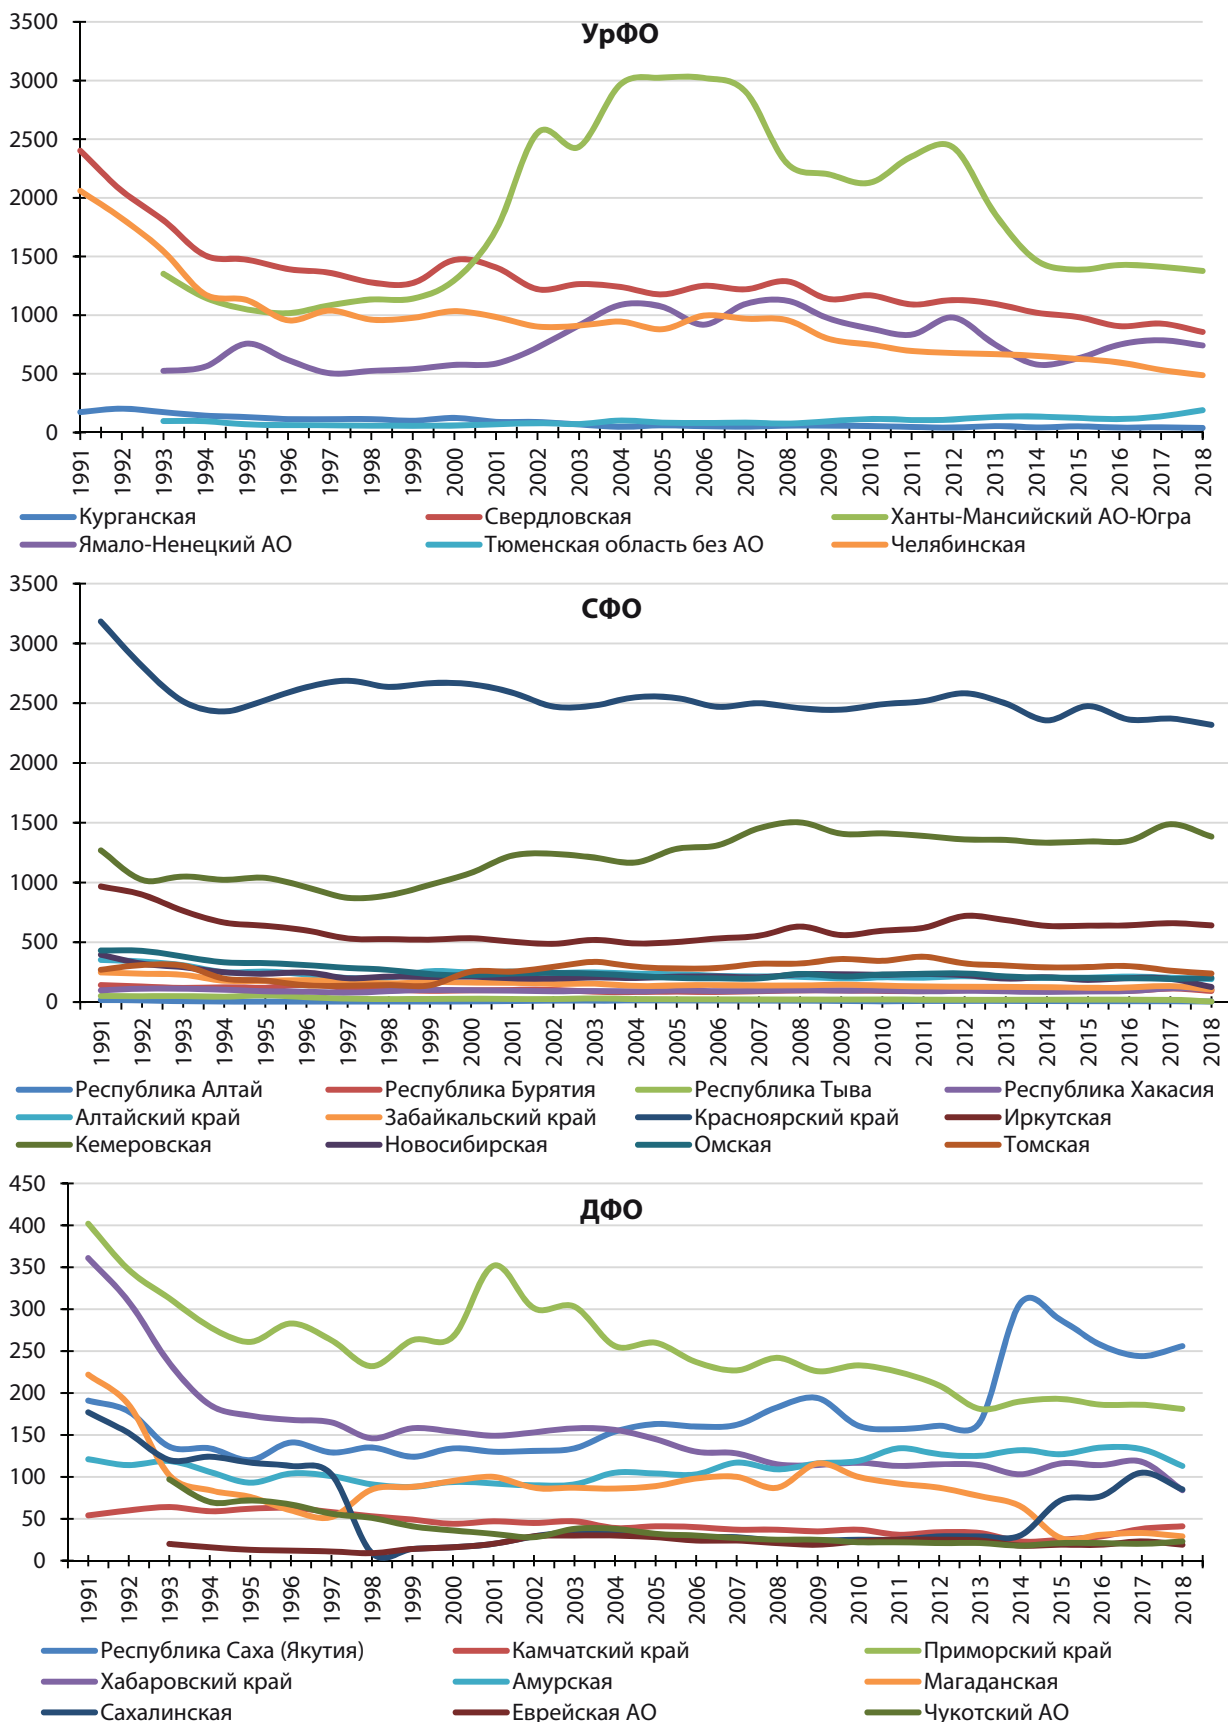 УрФО
3500
3000
2500
2000
1500
1000
500
0
1991 1992 1993 1994 1995 1996 1997 1998 1999 2000 2001 2002 2003 2004 2005 2006 2007 2008 2009 2010 2011 2012 2013 2014 2015 2016 2017 2018
Курганская Свердловская Ханты-Мансийский АО-Югра
Ямало-Ненецкий АО Тюменская область без АО Челябинская
СФО
3500
3000
2500
2000
1500
1000
500
0
1991 1992 1993 1994 1995 1996 1997 1998 1999 2000 2001 2002 2003 2004 2005 2006 2007 2008 2009 2010 2011 2012 2013 2014 2015 2016 2017 2018
Республика Алтай Республика Бурятия Республика Тыва Республика Хакасия
Алтайский край Забайкальский край Красноярский край Иркутская
Кемеровская Новосибирская Омская Томская
ДФО
450
400
350
300
250
200
150
100
50
0
1991 1992 1993 1994 1995 1996 1997 1998 1999 2000 2001 2002 2003 2004 2005 2006 2007 2008 2009 2010 2011 2012 2013 2014 2015 2016 2017 2018
Республика Саха (Якутия) Камчатский край Приморский край
Хабаровский край Амурская Магаданская
Сахалинская Еврейская АО Чукотский АО